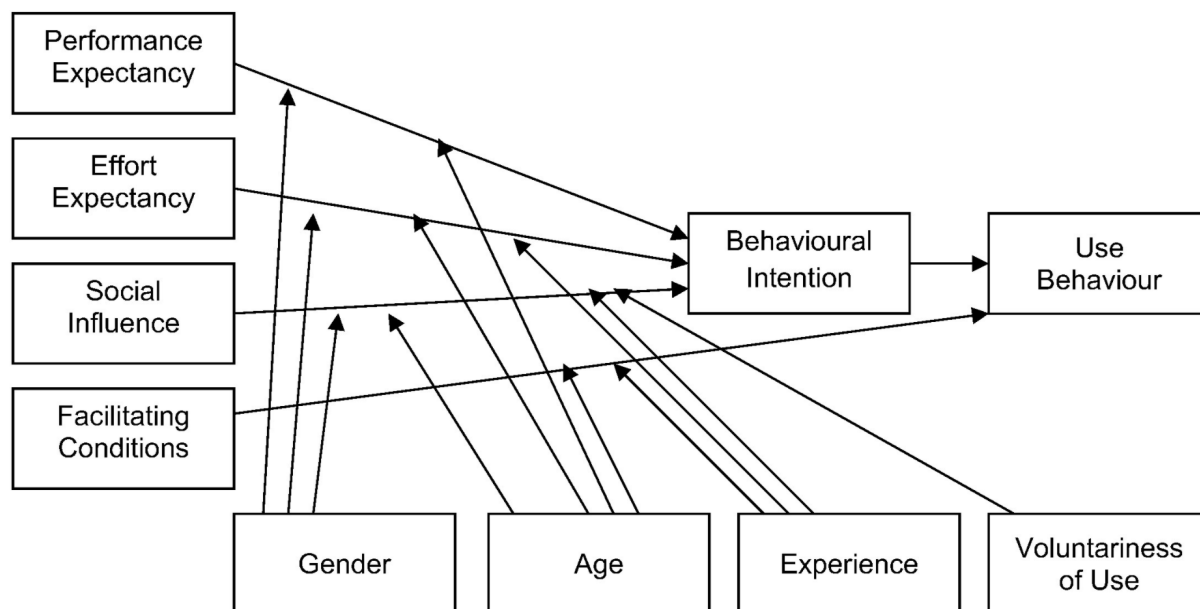 Performance
Expectancy
Effort
Expectancy
Social
Influence
Facilitating
Conditions
Behavioural
Intention
Use
Behaviour
Gender
Age
Experience
Voluntariness
of Use